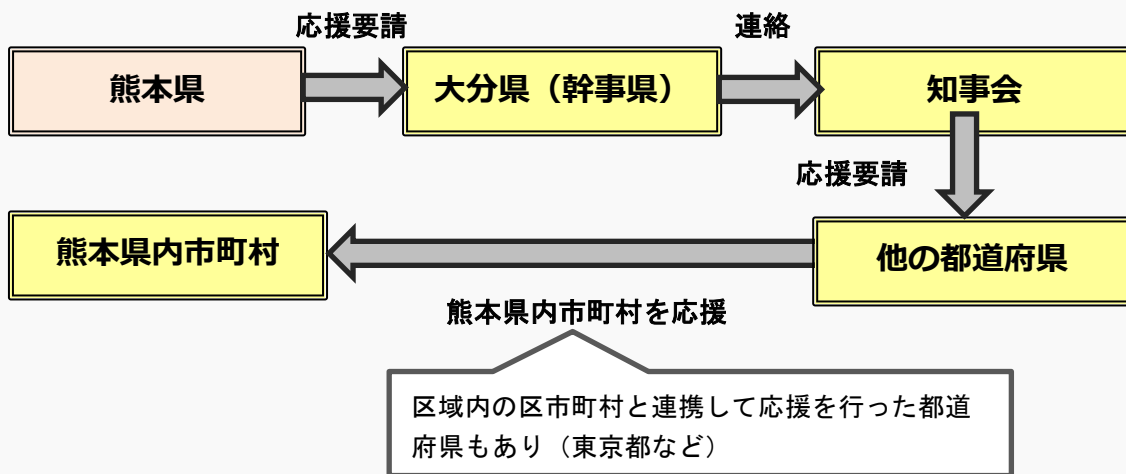 応援要請
連絡
熊本県
大分県（幹事県）
知事会
応援要請
熊本県内市町村
他の都道府県
熊本県内市町村を応援
区域内の区市町村と連携して応援を行った都道
府県もあり（東京都など）